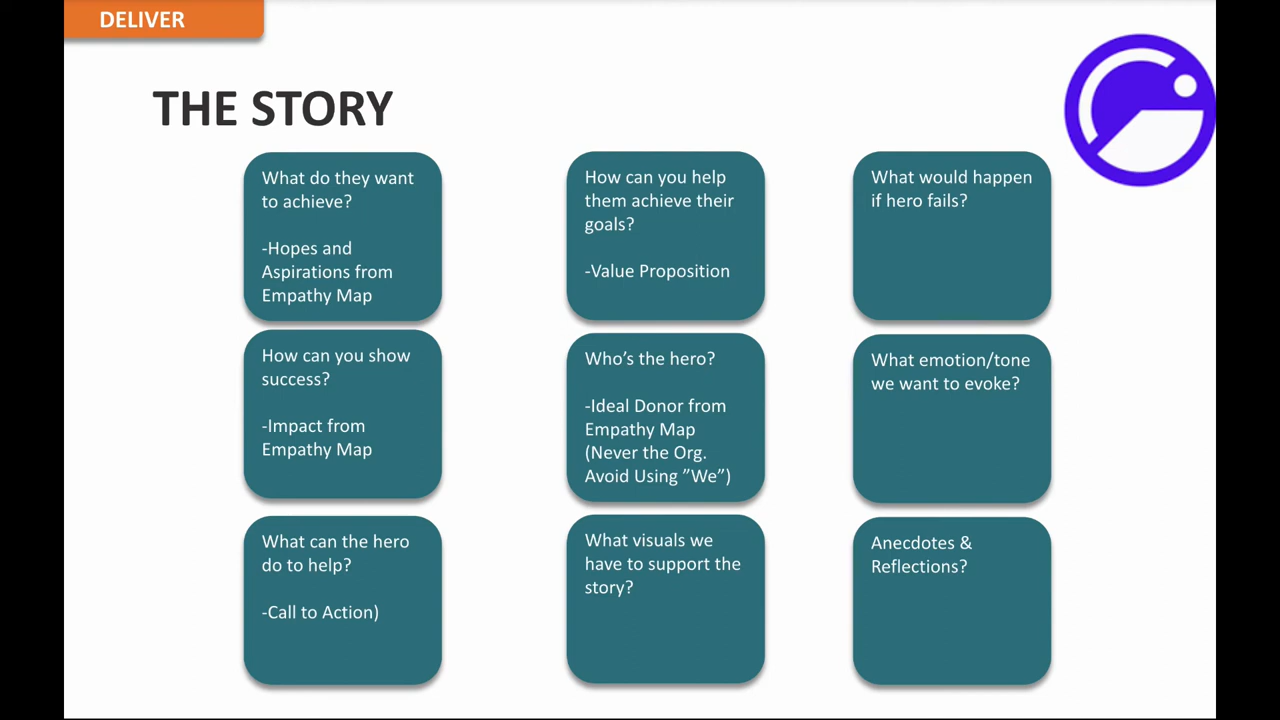 DELIVER
THE STORY
What do they want
to achieve?
-Hopes and
Aspirations from
Empathy Map
How can you help
them achieve their
goals?
-Value Proposition
What would happen
if hero fails?
How can you show
success?
-Impact from
Empathy Map
Who’s the hero?
-Ideal Donor from
Empathy Map
(Never the Org.
Avoid Using ”We”)
What emotion/tone
we want to evoke?
What can the hero
do to help?
-Call to Action)
What visuals we
have to support the
story?
Anecdotes &
Reflections?